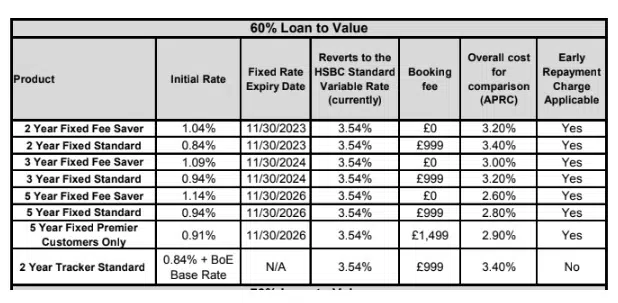 60% Loan to Value
Product Initial Rate Fixed Rate Expiry Date Reverts to the HSBC Standard Variable Rate (currently) Booking fee Overall cost for comparison (APRC) Early Repayment Charge Applicable
2 Year Fixed Fee Saver 1.04% 11/30/2023 3.54% £0 3.20% Yes
2 Year Fixed Standard 0.84% 11/30/2023 3.54% £999 3.40% Yes
3 Year Fixed Fee Saver 1.09% 11/30/2024 3.54% £0 3.00% Yes
3 Year Fixed Standard 0.94% 11/30/2024 3.54% £999 3.20% Yes
5 Year Fixed Fee Saver 1.14% 11/30/2026 3.54% £0 2.60% Yes
5 Year Fixed Standard 0.94% 11/30/2026 3.54% £999 2.80% Yes
5 Year Fixed Premier Customers Only 0.91% 11/30/2026 3.54% £1,499 2.90% Yes
2 Year Tracker Standard 0.84% + BoE Base Rate N/A 3.54% £999 3.40% No